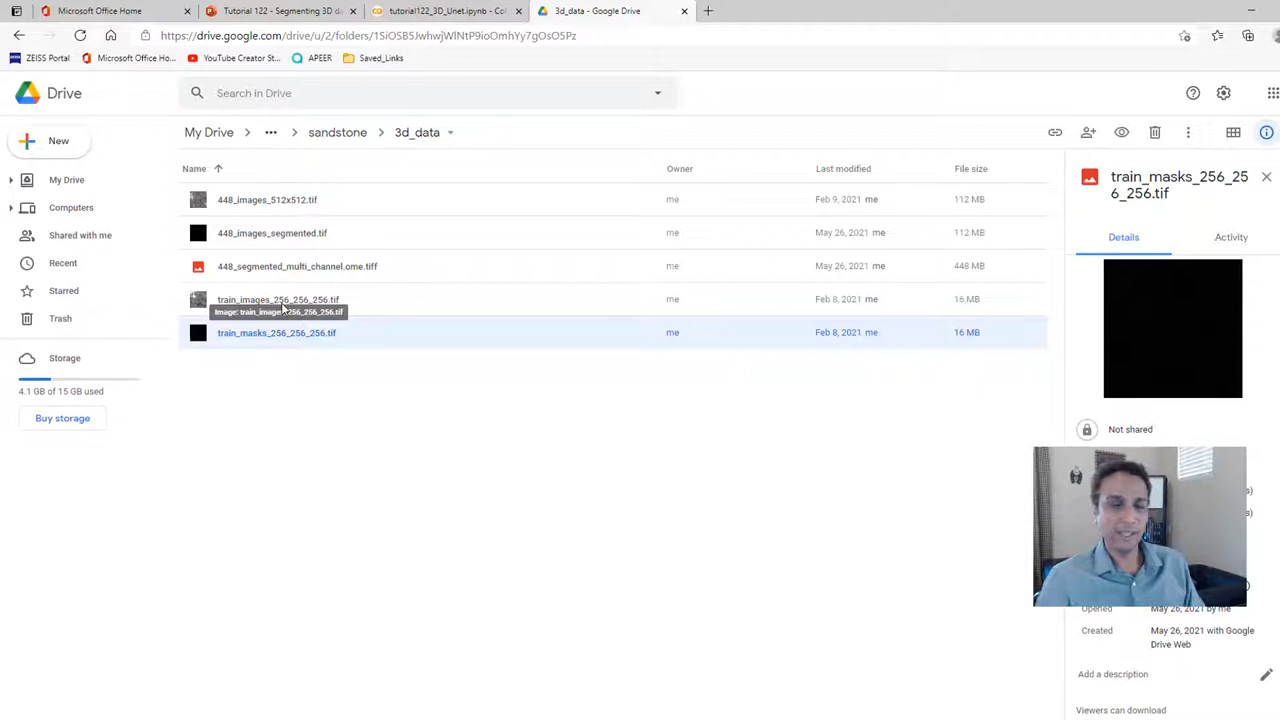 Microsoft Office Home
Tutorial 122 - Segmenting 3D da
tutorial122_3D_Unet.ipynb - Col
3d_data - Google Drive
https://drive.google.com/drive/u/2/folders/1SiOSB5JwhwjWlNtP9ioOmhYy7gOsO5Pz
ZEISS Portal
Microsoft Office Ho...
YouTube Creator St...
APEER
Saved_Links
Drive
Search in Drive
New
My Drive
Computers
Shared with me
Recent
Starred
Trash
Storage
4.1 GB of 15 GB used
Buy storage
My Drive > ... > sandstone > 3d_data
Name Owner Last modified File size
448_images_512x512.tif me Feb 9, 2021 me 112 MB
448_images_segmented.tif me May 26, 2021 me 112 MB
448_segmented_multi_channel.ome.tiff me May 26, 2021 me 448 MB
train_images_256_256_256.tif me Feb 8, 2021 me 16 MB
Image: train_image 256_256_256.tif
train_masks_256_256_256.tif me Feb 8, 2021 me 16 MB
train_masks_256_25
6_256.tif
Details Activity
Not shared
Opened May 26, 2021 by me
Created May 26, 2021 with Google
Drive Web
Add a description
Viewers can download